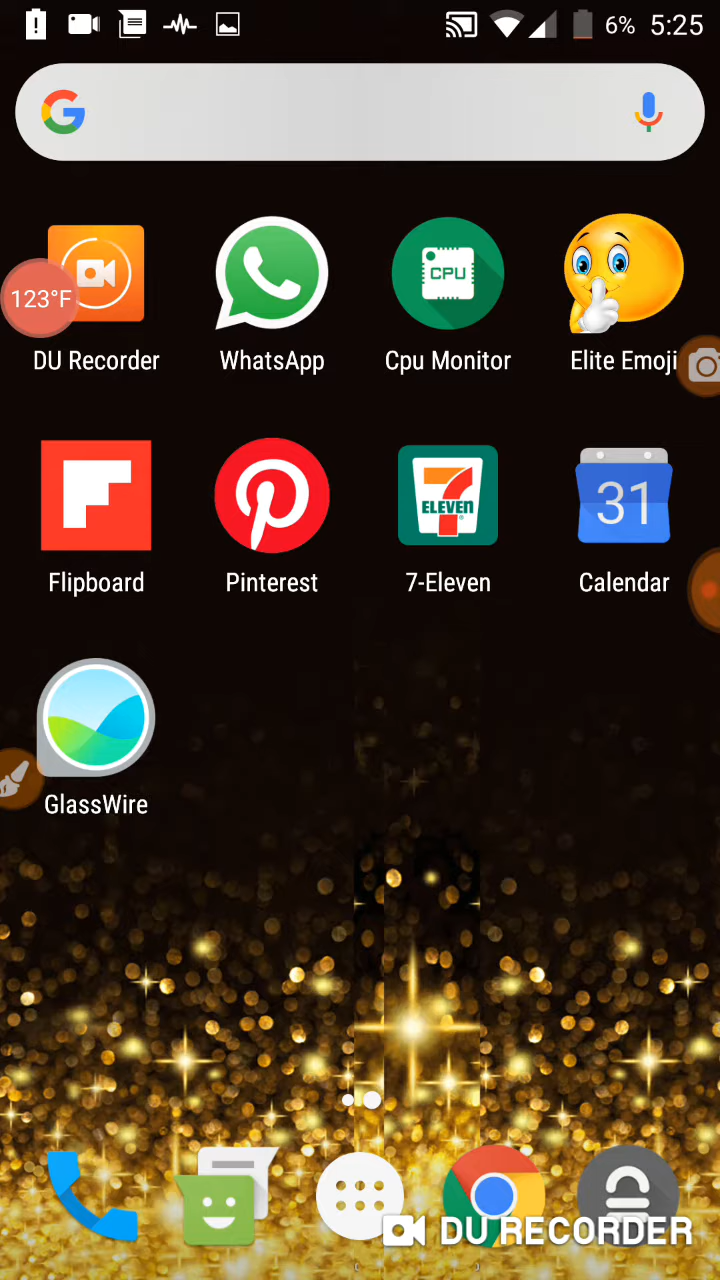 6% 5:25
G
CPU
123°F
DU Recorder WhatsApp Cpu Monitor Elite Emoji
7 ELEVEN 31
Flipboard Pinterest 7-Eleven Calendar
GlassWire
DU RECORDER